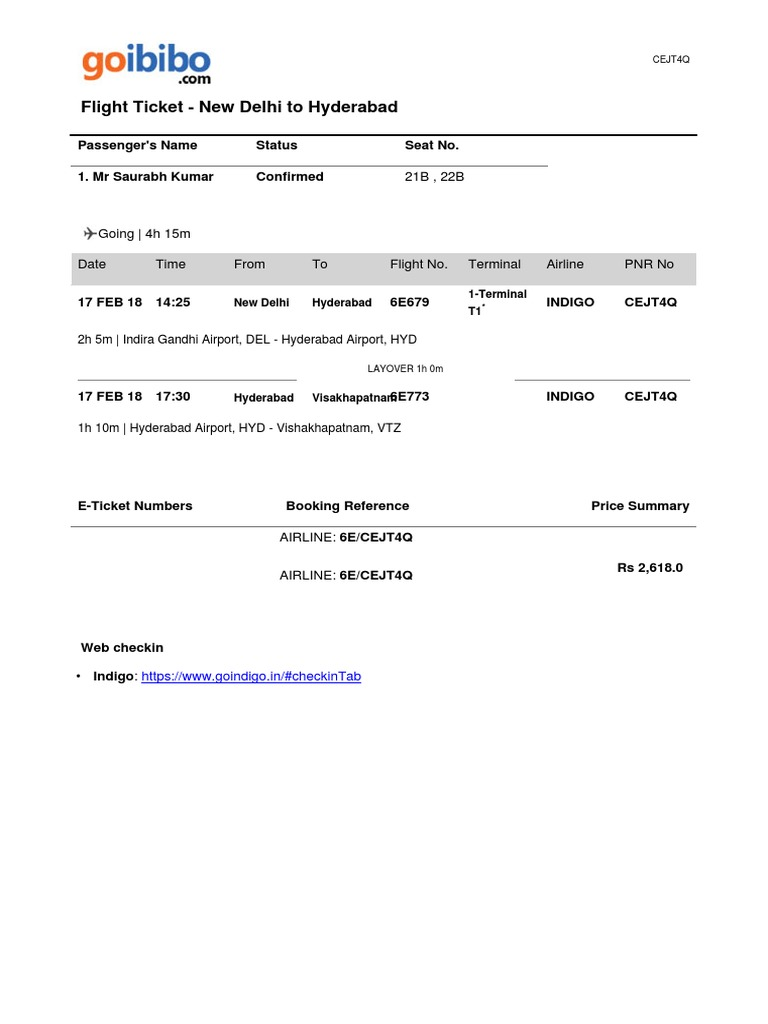 goibibo
.com
CEJT4Q
Flight Ticket - New Delhi to Hyderabad
Passenger's Name Status Seat No.
1. Mr Saurabh Kumar Confirmed 21B , 22B
Going | 4h 15m
Date Time From To Flight No. Terminal Airline PNR No
17 FEB 18 14:25 New Delhi Hyderabad 6E679 1-Terminal T1* INDIGO CEJT4Q
2h 5m | Indira Gandhi Airport, DEL - Hyderabad Airport, HYD
LAYOVER 1h 0m
17 FEB 18 17:30 Hyderabad Visakhapatnam 6E773 INDIGO CEJT4Q
1h 10m | Hyderabad Airport, HYD - Vishakhapatnam, VTZ
E-Ticket Numbers Booking Reference Price Summary
AIRLINE: 6E/CEJT4Q
Rs 2,618.0
AIRLINE: 6E/CEJT4Q
Web checkin
• Indigo: https://www.goindigo.in/#checkinTab